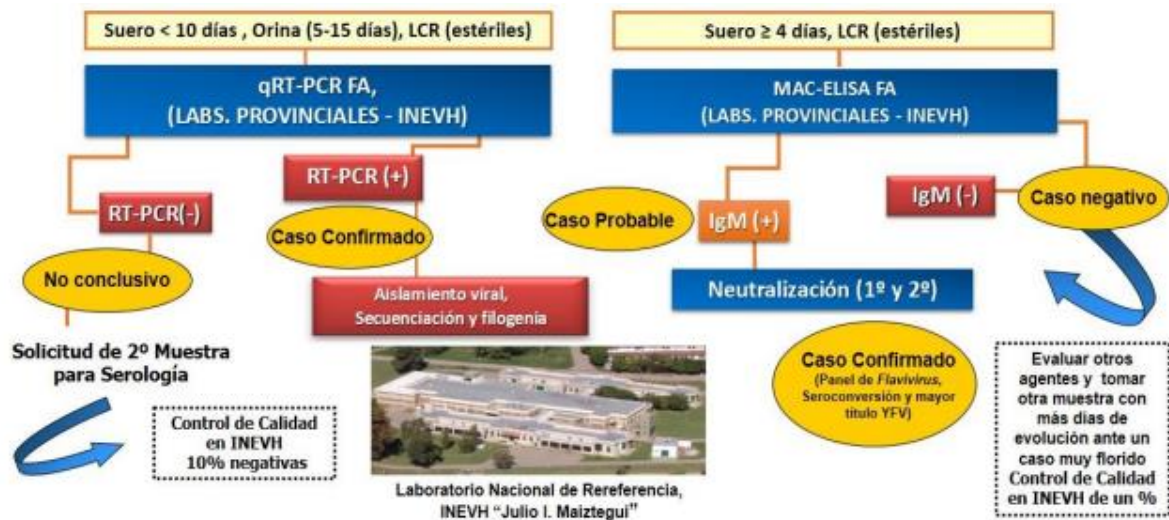 Suero < 10 días , Orina (5-15 días), LCR (estériles)
qRT-PCR FA,
(LABS. PROVINCIALES - INEVH)
RT-PCR (+)
RT-PCR(-)
Caso Confirmado
No conclusivo
Aislamiento viral,
Secuenciación y filogenia
Solicitud de 2º Muestra
para Serología
Control de Calidad
en INEVH
10% negativas
Laboratorio Nacional de Rereferencia,
INEVH “Julio I. Maiztegui”
Suero ≥ 4 días, LCR (estériles)
MAC-ELISA FA
(LABS. PROVINCIALES - INEVH)
Caso Probable
IgM (+)
IgM (-)
Caso negativo
Neutralización (1º y 2º)
Caso Confirmado
(Panel de Flavivirus,
Seroconversión y mayor
título YFV)
Evaluar otros
agentes y tomar
otra muestra con
más días de
evolución ante un
caso muy florido
Control de Calidad
en INEVH de un %